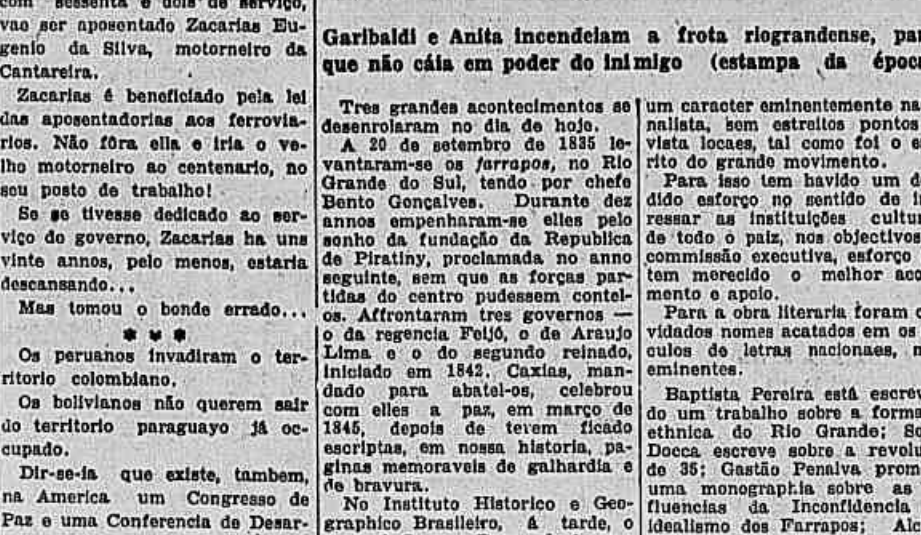 com sessenta e dois de serviço,
vae ser aposentado Zacarias Eu-
genio da Silva, motorneiro da
Cantareira.
Zacarias é beneficiado pela lei
das aposentadorias aos ferrovia-
rios. Não fôra ella e iria o ve-
lho motorneiro ao centenario, no
seu posto de trabalho!
Se se tivesse dedicado ao ser-
viço do governo, Zacarias ha uns
vinte annos, pelo menos, estaria
descansando...
Mas tomou o bonde errado...
* * *
Os peruanos invadiram o ter-
ritorio colombiano.
Os bolivianos não querem sair
do territorio paraguayo já oc-
cupado.
Dir-se-ia que existe, tambem,
na America um Congresso de
Paz e uma Conferencia de Desar-
Garibaldi e Anita incendeiam a frota riograndense, par
que não cáia em poder do inimigo (estampa da époc
Tres grandes acontecimentos se
desenrolaram no dia de hoje.
A 20 de setembro de 1835 le-
vantaram-se os farrapos, no Rio
Grande do Sul, tendo por chefe
Bento Gonçalves. Durante dez
annos empenharam-se elles pelo
sonho da fundação da Republica
de Piratiny, proclamada no anno
seguinte, sem que as forças par-
tidas do centro pudessem contel-
os. Affrontaram tres governos —
o da regencia Feijó, o de Araujo
Lima e o do segundo reinado,
iniciado em 1842. Caxias, man-
dado para abatel-os, celebrou
com elles a paz, em março de
1845, depois de terem ficado
escriptas, em nossa historia, pa-
ginas memoraveis de galhardia e
de bravura.
No Instituto Historico e Geo-
graphico Brasileiro, á tarde, o
um caracter eminentemente na
nalista, sem estreitos pontos
vista locaes, tal como foi o es
rito do grande movimento.
Para isso tem havido um d
dido esforço no sentido de in
ressar as instituições cultur
de todo o paiz, nos objectivos
commissão executiva, esforço
tem merecido o melhor aco
mento e apoio.
Para a obra literaria foram c
vidados nomes acatados em os
culos de letras nacionaes, n
eminentes.
Baptista Pereira está escrev
do um trabalho sobre a forma
ethnica do Rio Grande; So
Docca escreve sobre a revolu
de 35; Gastão Penalva prom
uma monographia sobre as
fluencias da Inconfidencia
idealismo dos Farrapos; Alc